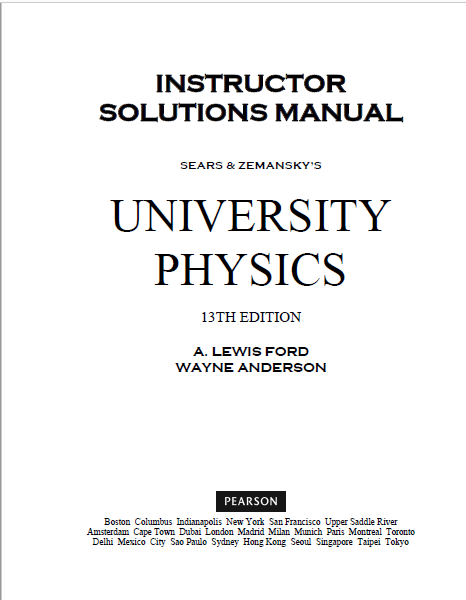 INSTRUCTOR
SOLUTIONS MANUAL
SEARS & ZEMANSKY'S
UNIVERSITY
PHYSICS
13TH EDITION
A. LEWIS FORD
WAYNE ANDERSON
PEARSON
Boston Columbus Indianapolis New York San Francisco Upper Saddle River
Amsterdam Cape Town Dubai London Madrid Milan Munich Paris Montreal Toronto
Delhi Mexico City Sao Paulo Sydney Hong Kong Seoul Singapore Taipei Tokyo